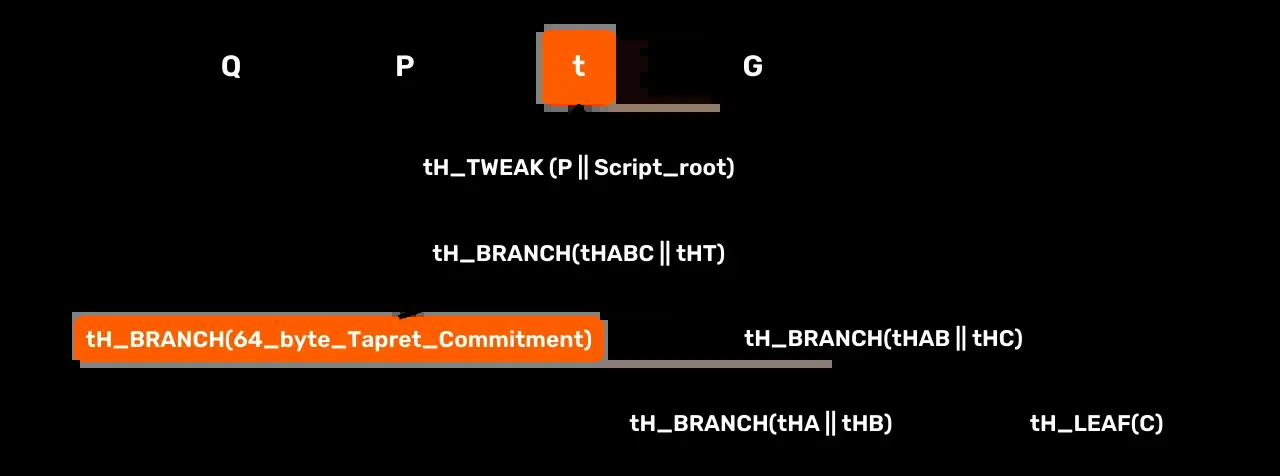 Q P t G
tH_TWEAK (P || Script_root)
tH_BRANCH(tHABC || tHT)
tH_BRANCH(64_byte_Tapret_Commitment) tH_BRANCH(tHAB || tHC)
tH_BRANCH(tHA || tHB) tH_LEAF(C)